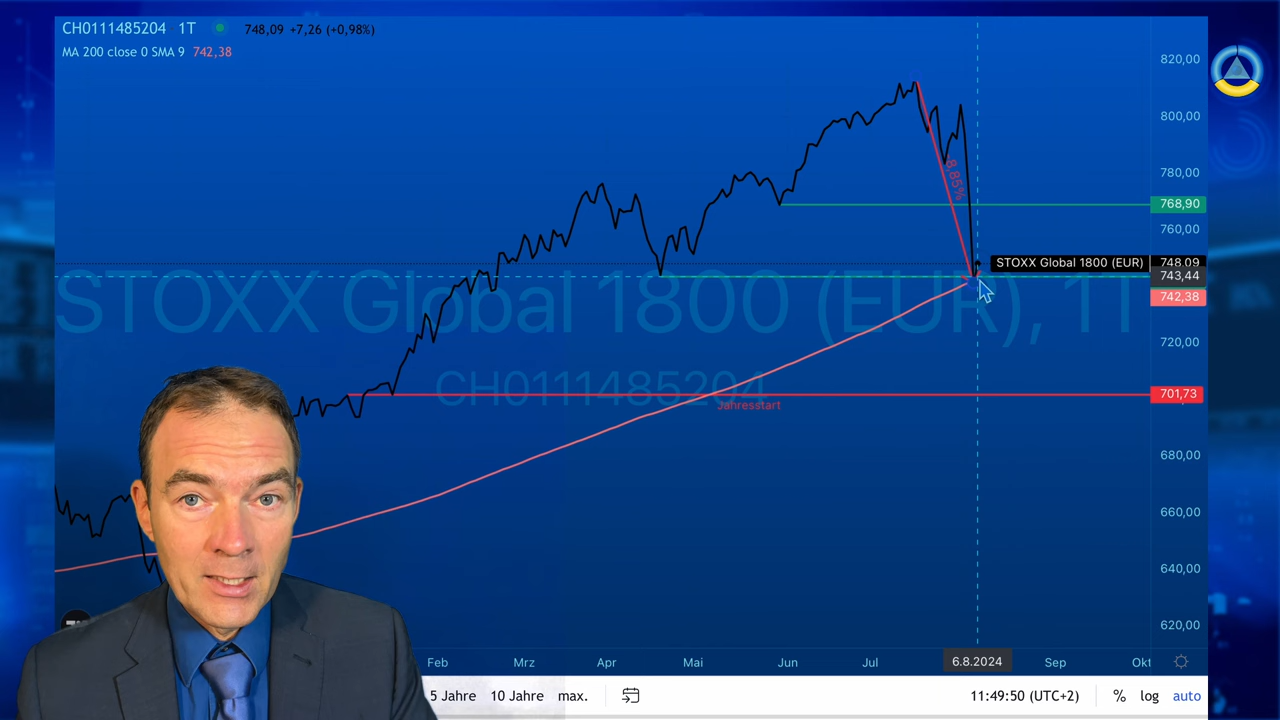 CH0111485204 1T 748,09 +7,26 (+0,98%)
MA 200 close 0 SMA 9 742,38
820,00
800,00
780,00
8,85%
768,90
760,00
STOXX Global 1800 (EUR) 748,09
743,44
STOXX Global 1800 (EUR), 1T
742,38
720,00
CH0111485204
701,73
Jahresstart
680,00
660,00
640,00
620,00
Feb Mrz Apr Mai Jun Jul 6.8.2024 Sep Okt
5 Jahre 10 Jahre max. 11:49:50 (UTC+2) % log auto